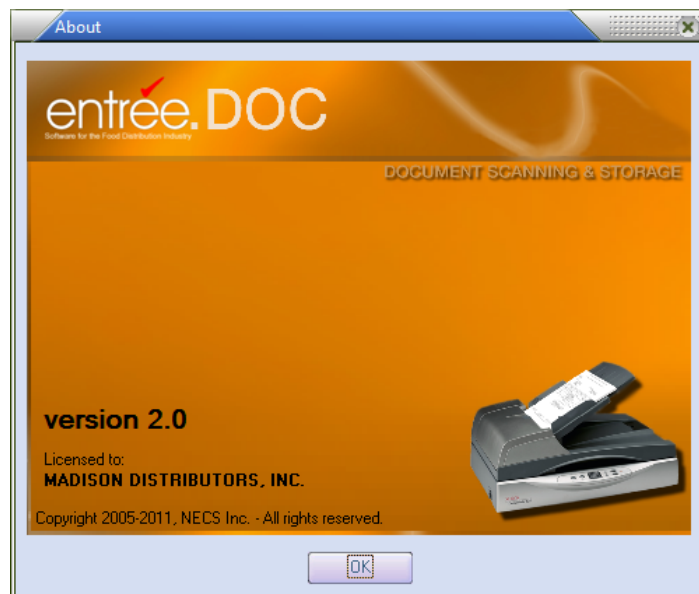 About
entrée.DOC
Software for the Food Distribution Industry
DOCUMENT SCANNING & STORAGE
version 2.0
Licensed to:
MADISON DISTRIBUTORS, INC.
Copyright 2005-2011, NECS Inc. - All rights reserved.
OK